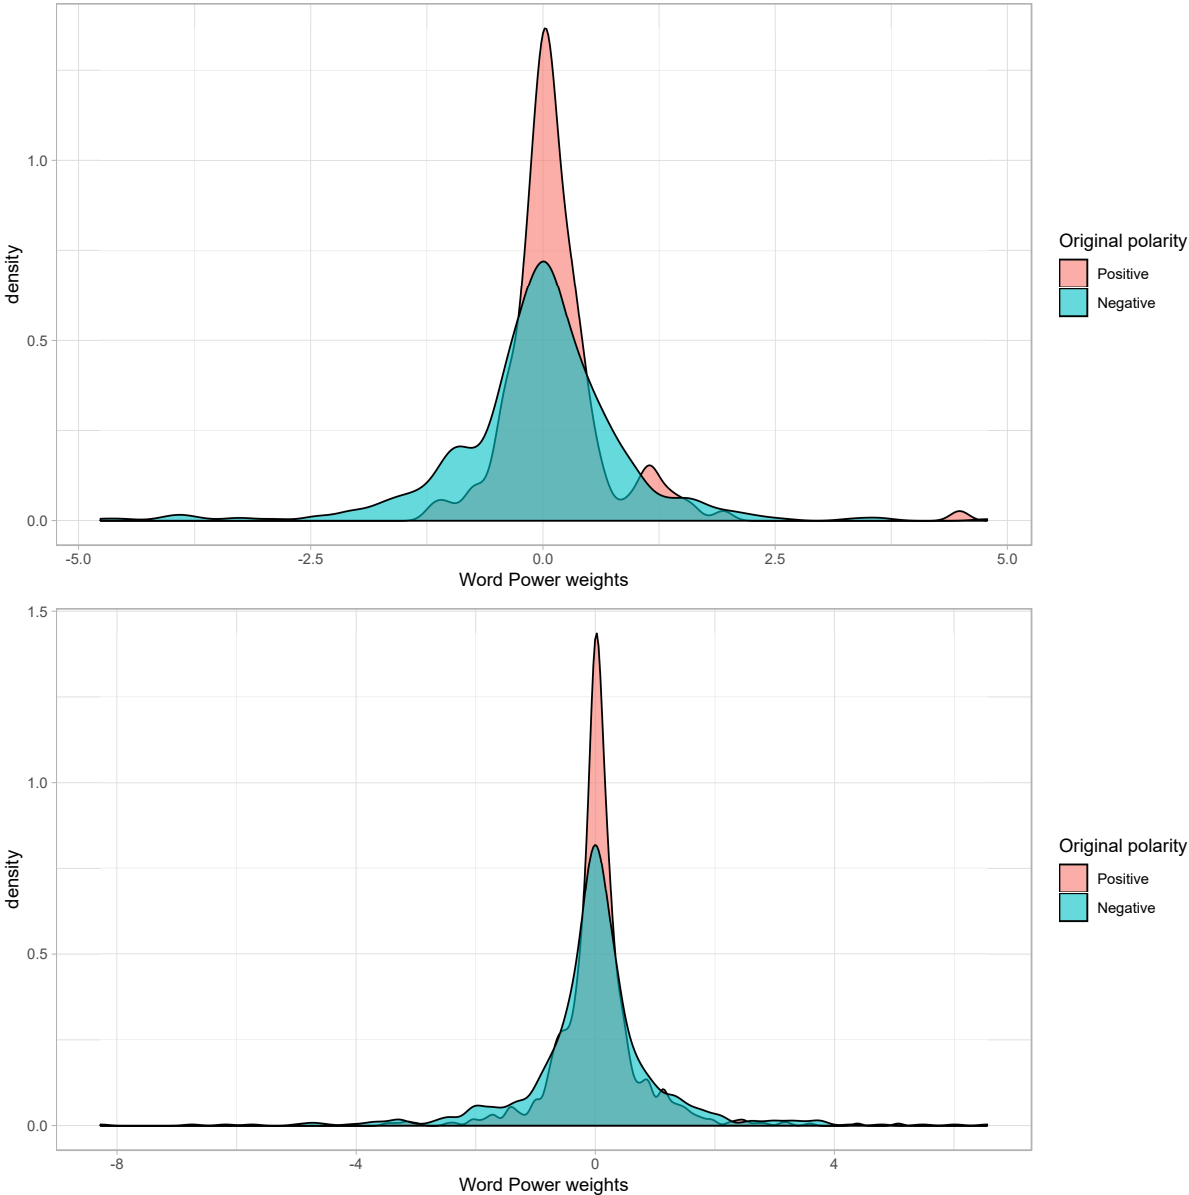 density
1.0
0.5
0.0
-5.0 -2.5 0.0 2.5 5.0
Word Power weights
Original polarity
Positive
Negative
density
1.5
1.0
0.5
0.0
-8 -4 0 4
Word Power weights
Original polarity
Positive
Negative